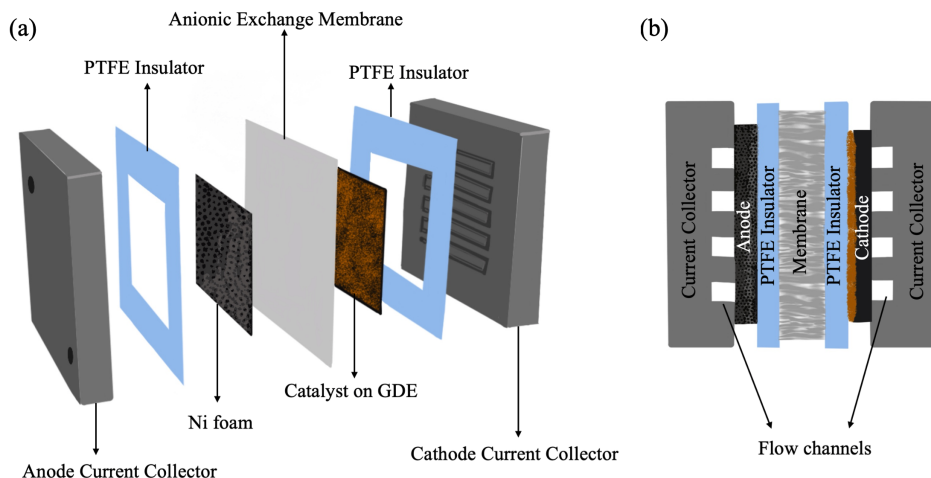 (a)
Anionic Exchange Membrane
PTFE Insulator
PTFE Insulator
Catalyst on GDE
Ni foam
Cathode Current Collector
Anode Current Collector
(b)
Current Collector
Anode
PTFE Insulator
Membrane
PTFE Insulator
Cathode
Current Collector
Flow channels